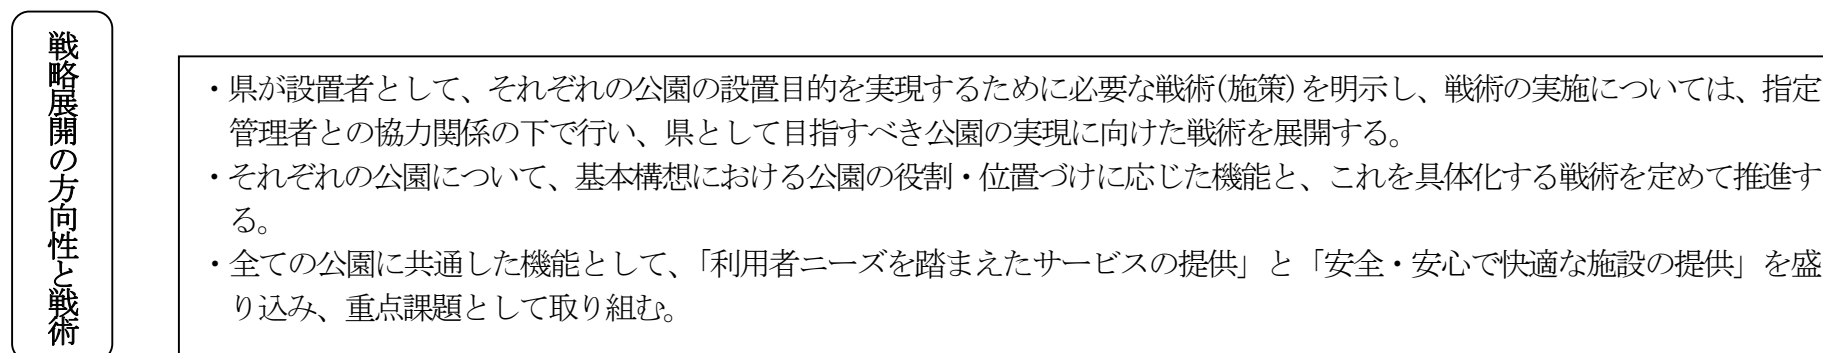 戦略展開の方向性と戦術
・県が設置者として、それぞれの公園の設置目的を実現するために必要な戦術(施策)を明示し、戦術の実施については、指定
管理者との協力関係の下で行い、県として目指すべき公園の実現に向けた戦術を展開する。
・それぞれの公園について、基本構想における公園の役割・位置づけに応じた機能と、これを具体化する戦術を定めて推進す
る。
・全ての公園に共通した機能として、「利用者ニーズを踏まえたサービスの提供」と「安全・安心で快適な施設の提供」を盛
り込み、重点課題として取り組む。